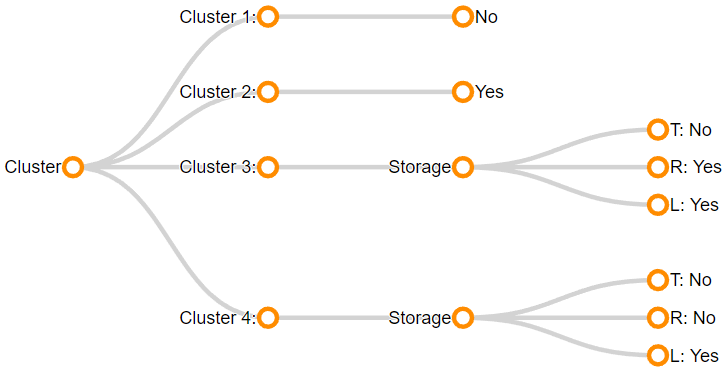 Cluster 1:
No
Cluster 2:
Yes
T: No
Cluster
Cluster 3:
Storage
R: Yes
L: Yes
T: No
Cluster 4:
Storage
R: No
L: Yes